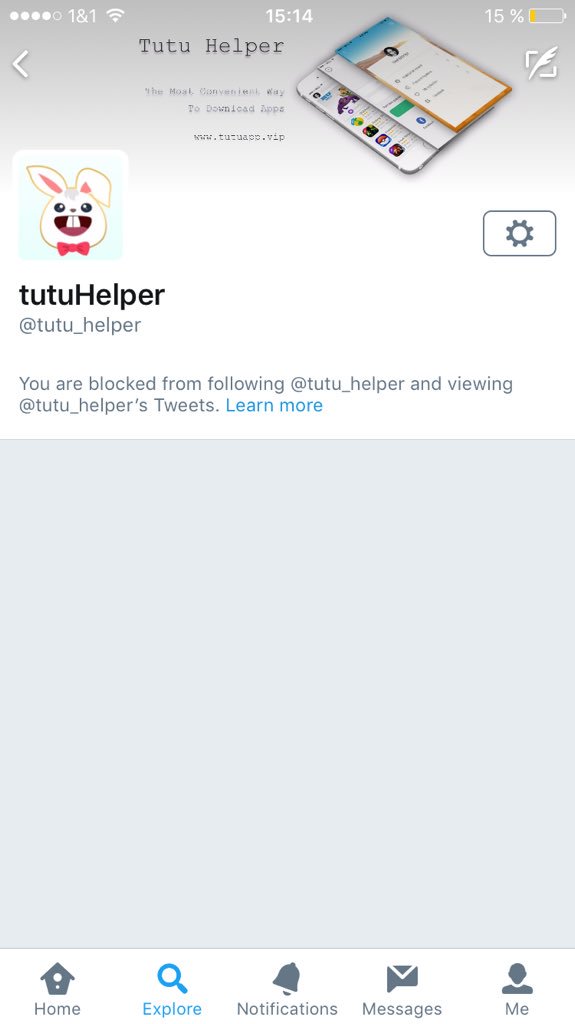 1&1
15:14
15 %
Tutu Helper
The Most Convenient Way
To Download Apps
www.tutuapp.vip
tutuHelper
@tutu_helper
You are blocked from following @tutu_helper and viewing
@tutu_helper's Tweets. Learn more
Home
Explore
Notifications
Messages
Me